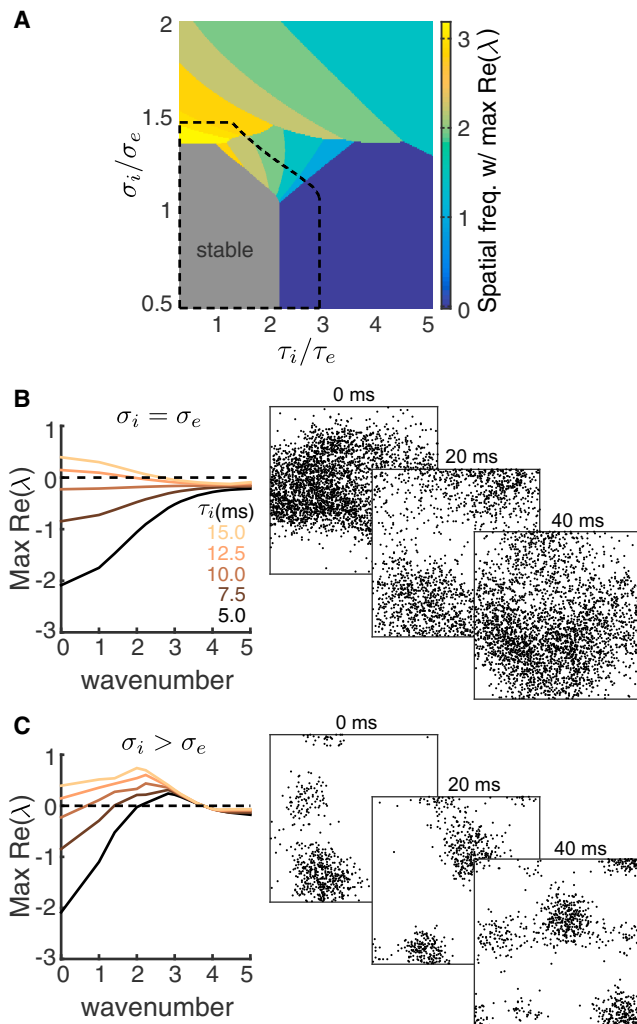 A
2
1.5
1
0.5
σi/σe
stable
1 2 3 4 5
τi/τe
3
2
1
0
Spatial freq. w/ max Re(λ)
B
σi = σe
1
0
-1
-2
-3
Max Re(λ)
τi(ms)
15.0
12.5
10.0
7.5
5.0
0 1 2 3 4 5
wavenumber
0 ms
20 ms
40 ms
C
σi > σe
1
0
-1
-2
-3
Max Re(λ)
0 1 2 3 4 5
wavenumber
0 ms
20 ms
40 ms